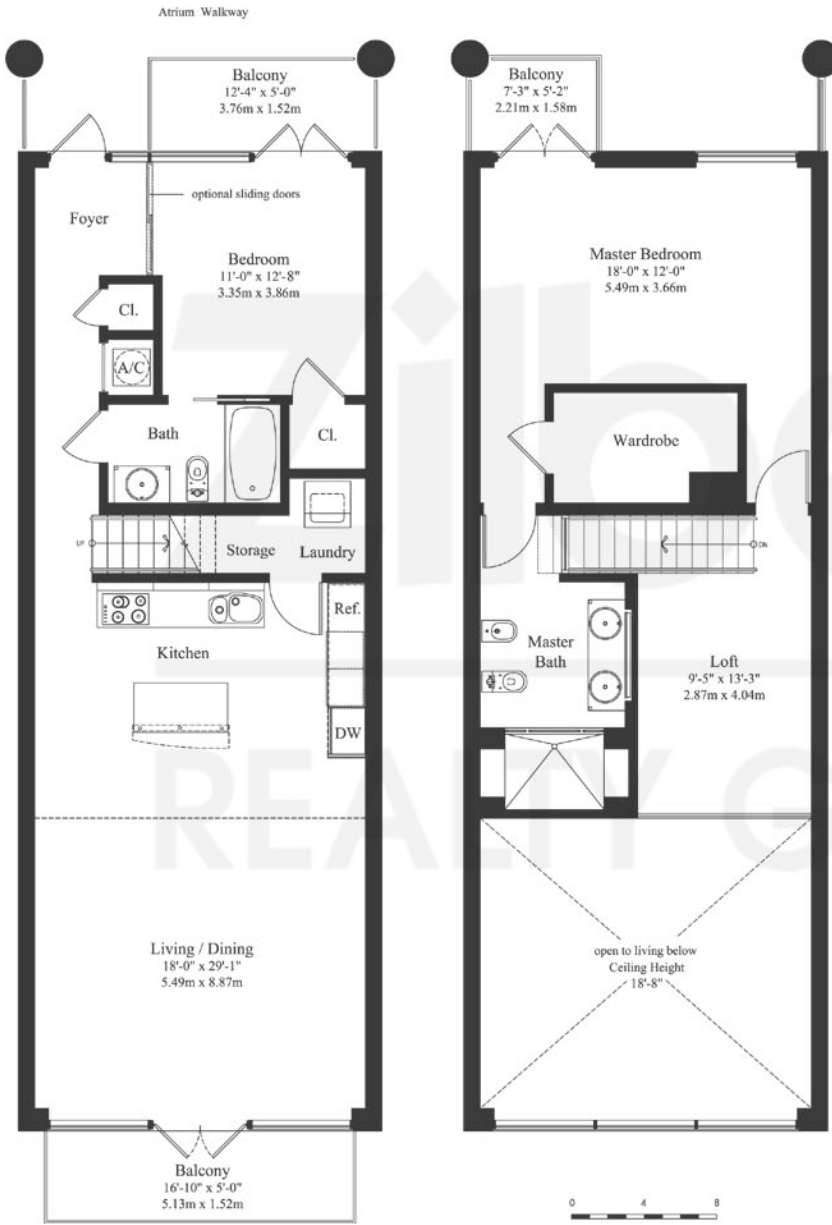 Atrium Walkway
Balcony
12'-4" x 5'-0"
3.76m x 1.52m
optional sliding doors
Foyer
Bedroom
11'-0" x 12'-8"
3.35m x 3.86m
Cl.
A/C
Bath
Cl.
UP
Storage
Laundry
Ref.
Kitchen
DW
Living / Dining
18'-0" x 29'-1"
5.49m x 8.87m
Balcony
16'-10" x 5'-0"
5.13m x 1.52m
Balcony
7'-3" x 5'-2"
2.21m x 1.58m
Master Bedroom
18'-0" x 12'-0"
5.49m x 3.66m
Wardrobe
DN
Master
Bath
Loft
9'-5" x 13'-3"
2.87m x 4.04m
open to living below
Ceiling Height
18'-8"
0 4 8
Zilbe
REALTY G